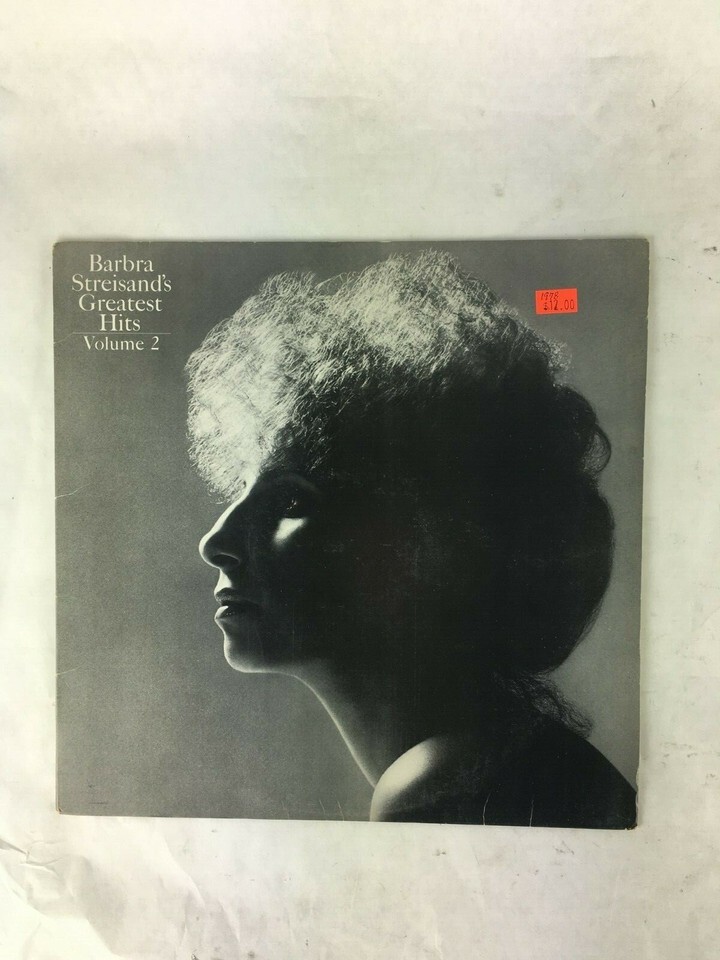 Barbra
Streisand's
Greatest
Hits
Volume 2
1978
$12.00